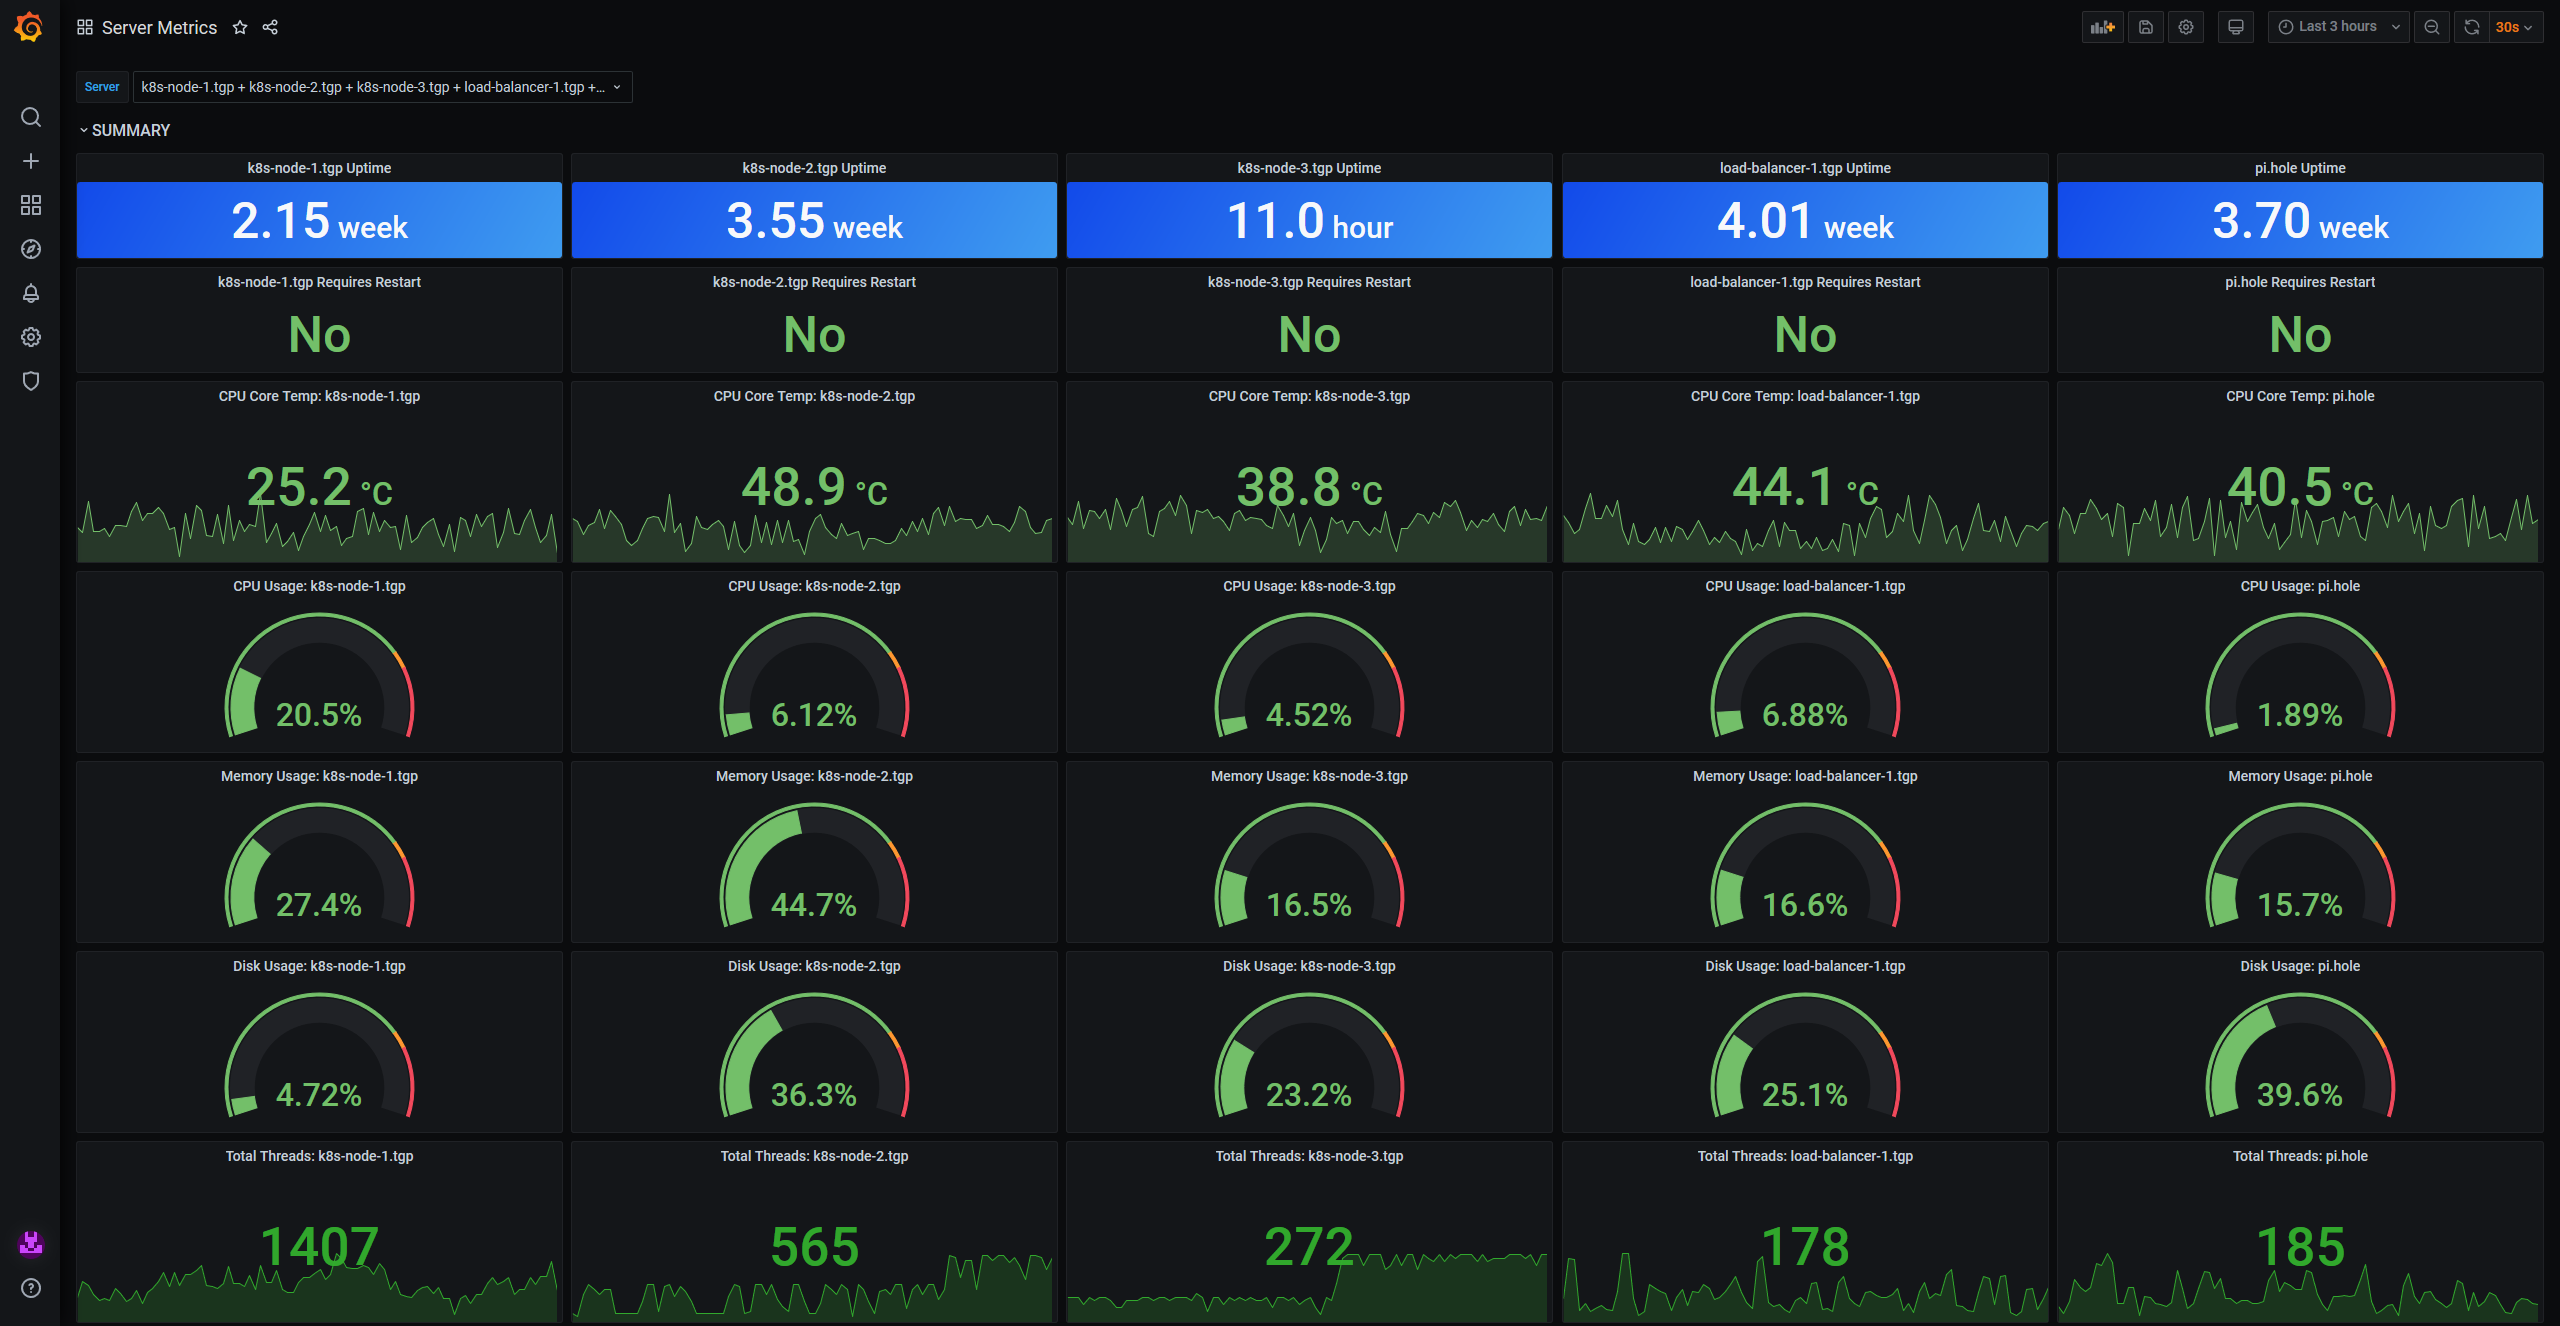 Server Metrics
Last 3 hours
30s
Server
k8s-node-1.tgp + k8s-node-2.tgp + k8s-node-3.tgp + load-balancer-1.tgp +...
SUMMARY
k8s-node-1.tgp Uptime
k8s-node-2.tgp Uptime
k8s-node-3.tgp Uptime
load-balancer-1.tgp Uptime
pi.hole Uptime
2.15 week
3.55 week
11.0 hour
4.01 week
3.70 week
k8s-node-1.tgp Requires Restart
k8s-node-2.tgp Requires Restart
k8s-node-3.tgp Requires Restart
load-balancer-1.tgp Requires Restart
pi.hole Requires Restart
No
No
No
No
No
CPU Core Temp: k8s-node-1.tgp
CPU Core Temp: k8s-node-2.tgp
CPU Core Temp: k8s-node-3.tgp
CPU Core Temp: load-balancer-1.tgp
CPU Core Temp: pi.hole
25.2 °C
48.9 °C
38.8 °C
44.1 °C
40.5 °C
CPU Usage: k8s-node-1.tgp
CPU Usage: k8s-node-2.tgp
CPU Usage: k8s-node-3.tgp
CPU Usage: load-balancer-1.tgp
CPU Usage: pi.hole
20.5%
6.12%
4.52%
6.88%
1.89%
Memory Usage: k8s-node-1.tgp
Memory Usage: k8s-node-2.tgp
Memory Usage: k8s-node-3.tgp
Memory Usage: load-balancer-1.tgp
Memory Usage: pi.hole
27.4%
44.7%
16.5%
16.6%
15.7%
Disk Usage: k8s-node-1.tgp
Disk Usage: k8s-node-2.tgp
Disk Usage: k8s-node-3.tgp
Disk Usage: load-balancer-1.tgp
Disk Usage: pi.hole
4.72%
36.3%
23.2%
25.1%
39.6%
Total Threads: k8s-node-1.tgp
Total Threads: k8s-node-2.tgp
Total Threads: k8s-node-3.tgp
Total Threads: load-balancer-1.tgp
Total Threads: pi.hole
1407
565
272
178
185